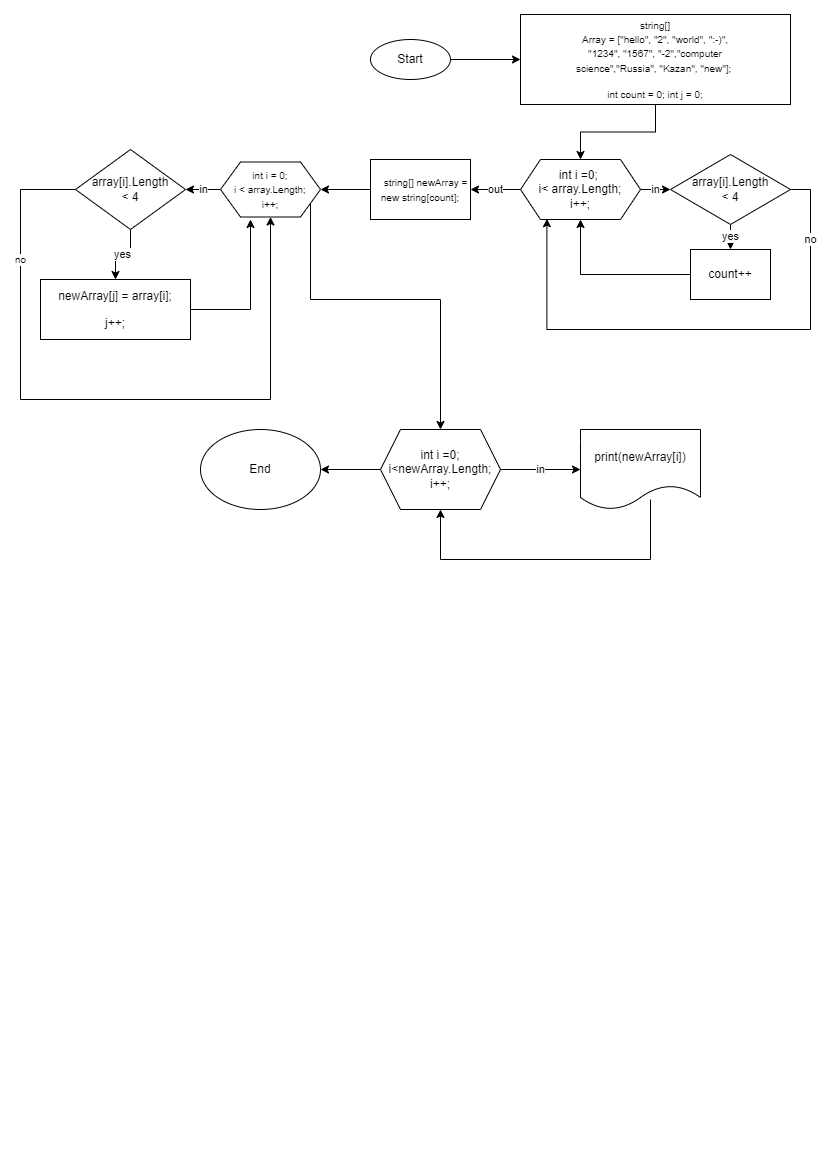 Start
string[]
Array = ["hello", "2", "world", ":-)",
"1234", "1567", "-2","computer
science","Russia", "Kazan", "new"];
int count = 0; int j = 0;
int i =0;
i< array.Length;
i++;
in
array[i].Length
< 4
yes
no
count++
out
string[] newArray =
new string[count];
int i = 0;
i < array.Length;
i++;
in
array[i].Length
< 4
yes
no
newArray[j] = array[i];
j++;
int i =0;
i<newArray.Length;
i++;
in
print(newArray[i])
End